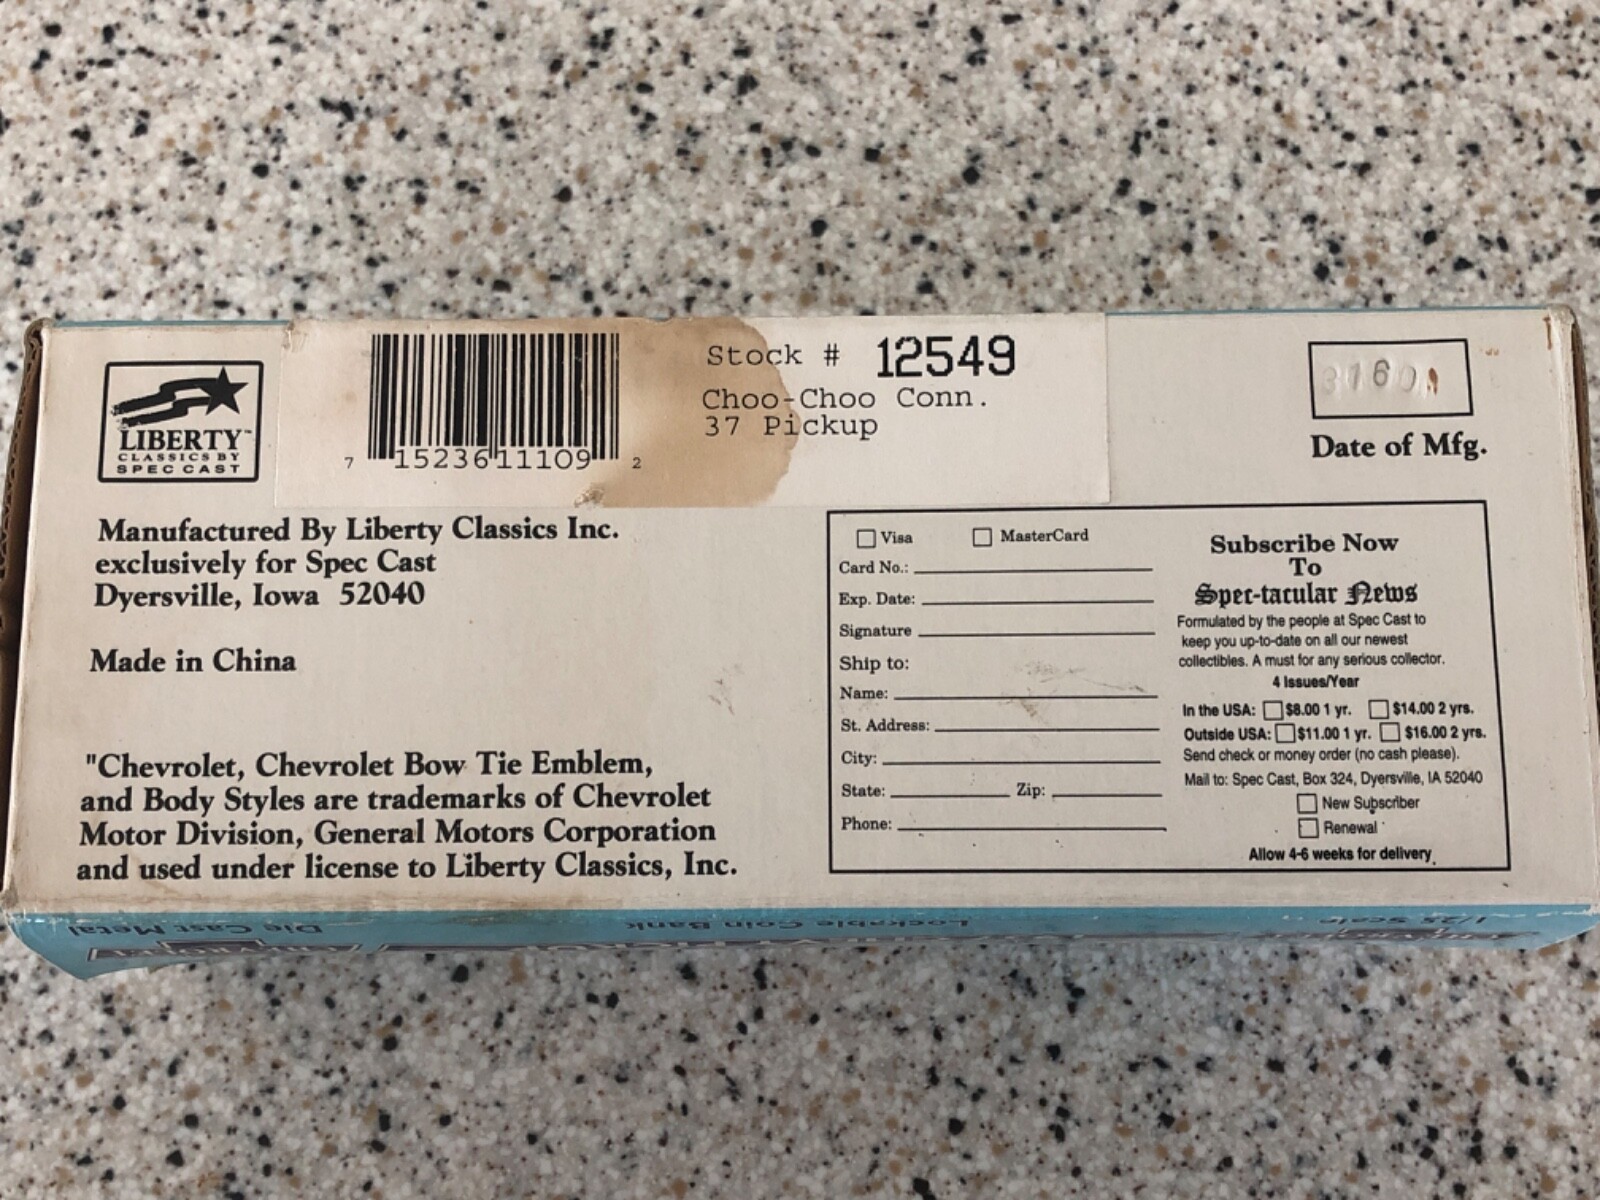 LIBERTY™
CLASSICS BY
SPEC CAST
7 15236 11109 2
Stock # 12549
Choo-Choo Conn.
37 Pickup
Date of Mfg.
Manufactured By Liberty Classics Inc.
exclusively for Spec Cast
Dyersville, Iowa 52040
Made in China
"Chevrolet, Chevrolet Bow Tie Emblem,
and Body Styles are trademarks of Chevrolet
Motor Division, General Motors Corporation
and used under license to Liberty Classics, Inc.
Visa MasterCard
Card No.:
Exp. Date:
Signature
Ship to:
Name:
St. Address:
City:
State: Zip:
Phone:
Subscribe Now
To
Spec-tacular News
Formulated by the people at Spec Cast to
keep you up-to-date on all our newest
collectibles. A must for any serious collector.
4 Issues/Year
In the USA: $8.00 1 yr. $14.00 2 yrs.
Outside USA: $11.00 1 yr. $16.00 2 yrs.
Send check or money order (no cash please).
Mail to: Spec Cast, Box 324, Dyersville, IA 52040
New Subscriber
Renewal
Allow 4-6 weeks for delivery.
Die Cast Metal
Lockable Coin Bank
1/25 Scale